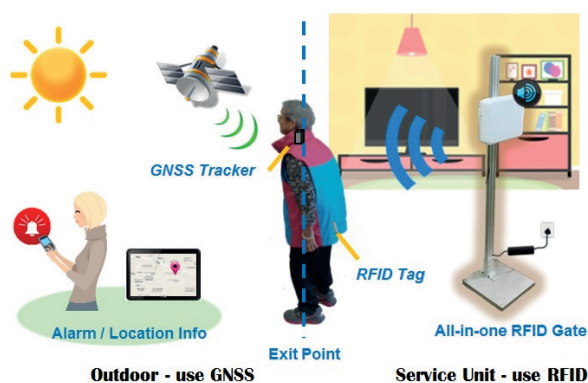 GNSS Tracker
RFID Tag
Alarm / Location Info
All-in-one RFID Gate
Exit Point
Outdoor - use GNSS
Service Unit - use RFID